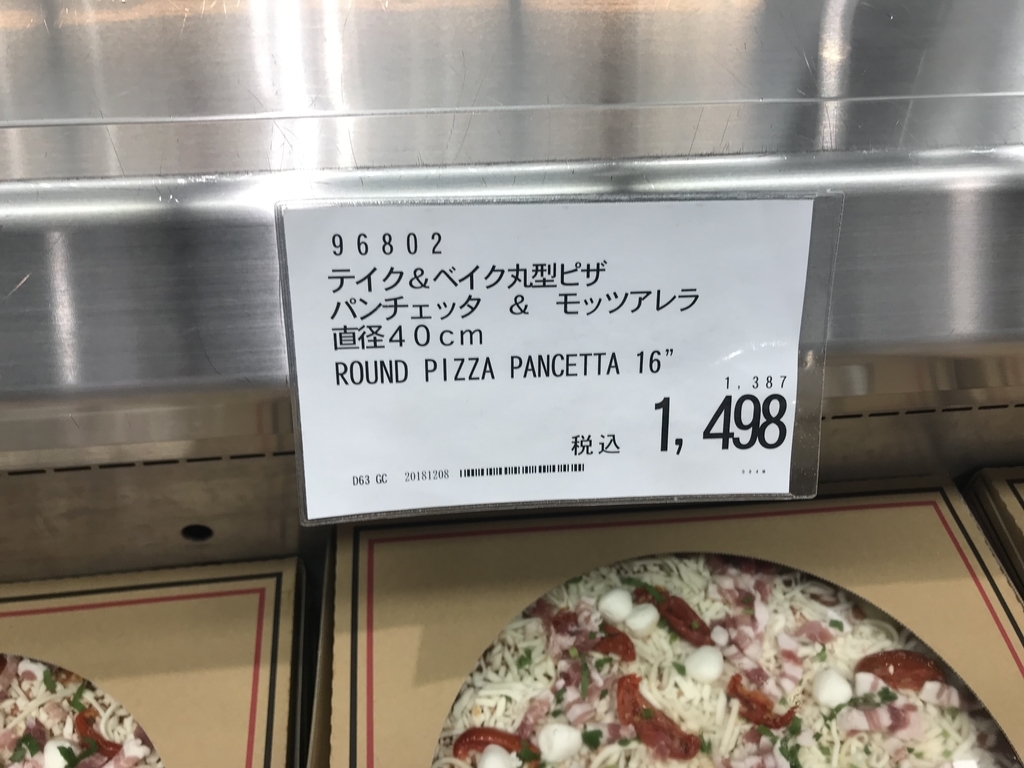 96802
テイク＆ベイク丸型ピザ
パンチェッタ ＆ モッツアレラ
直径４０ｃｍ
ROUND PIZZA PANCETTA 16”
1,387
税込 1,498
D63 GC 20181208